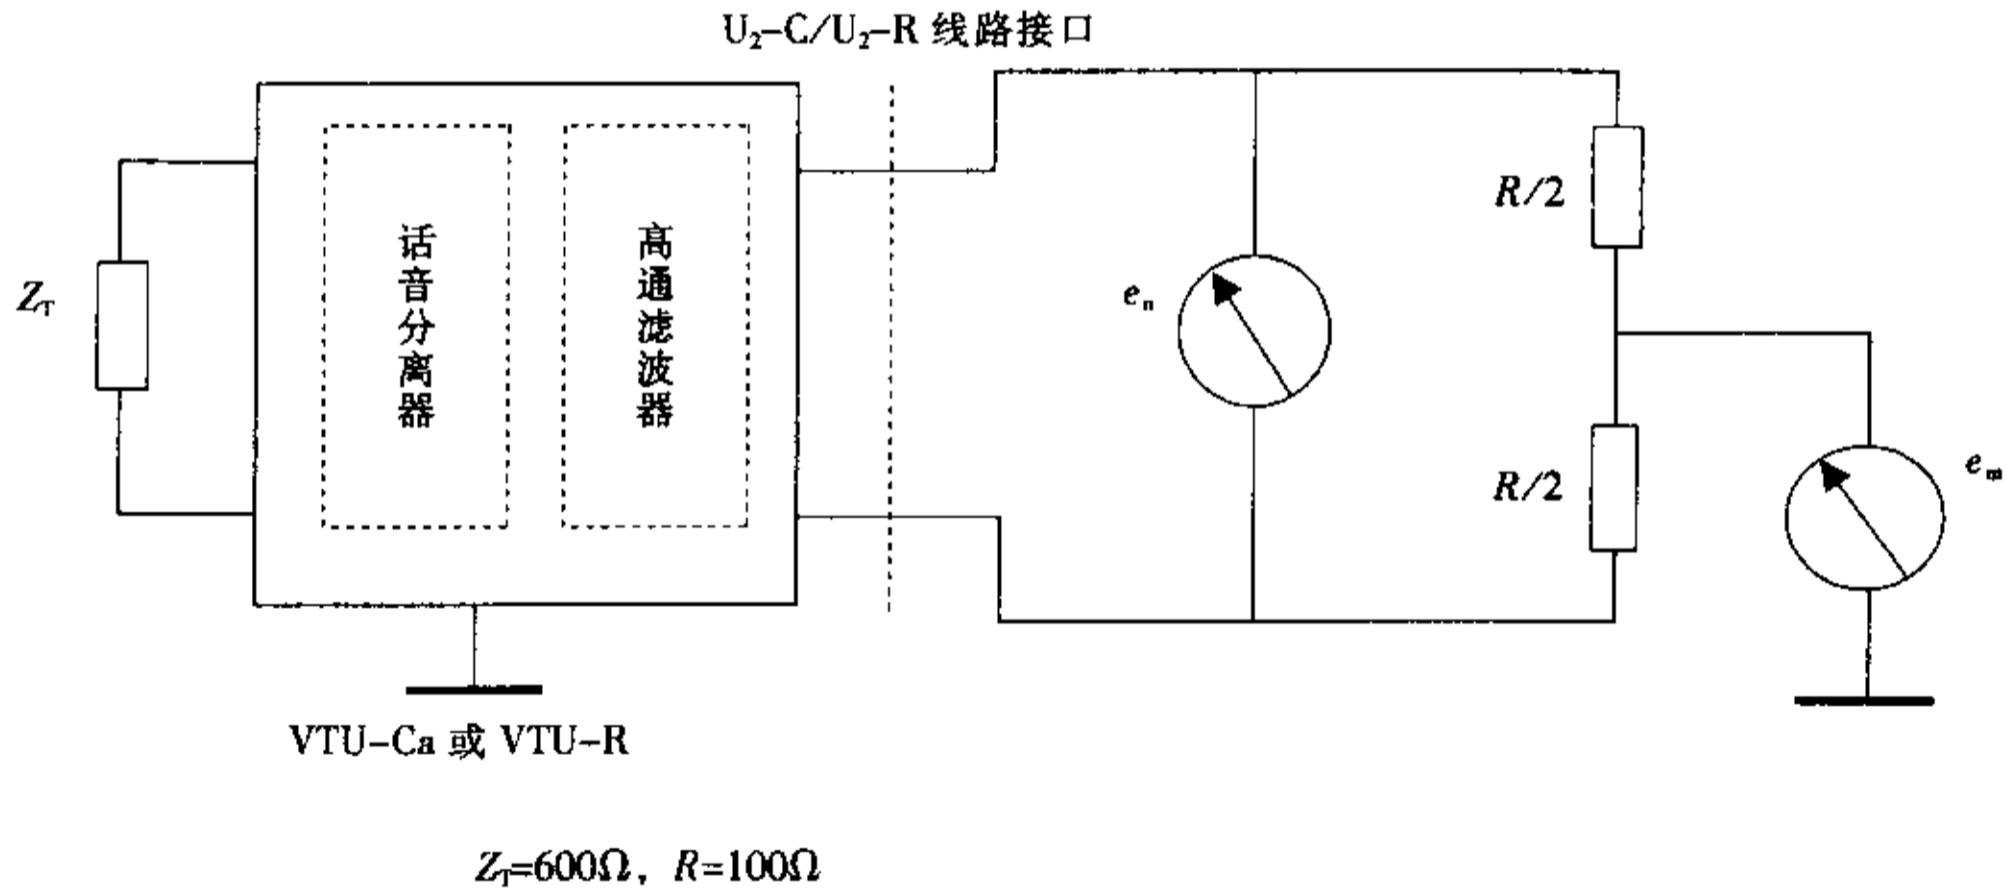 U₂-C/U₂-R 线路接口
话音分离器
高通滤波器
Z_T
e_n
R/2
R/2
e_m
VTU-Ca 或 VTU-R
Z_T=600Ω, R=100Ω